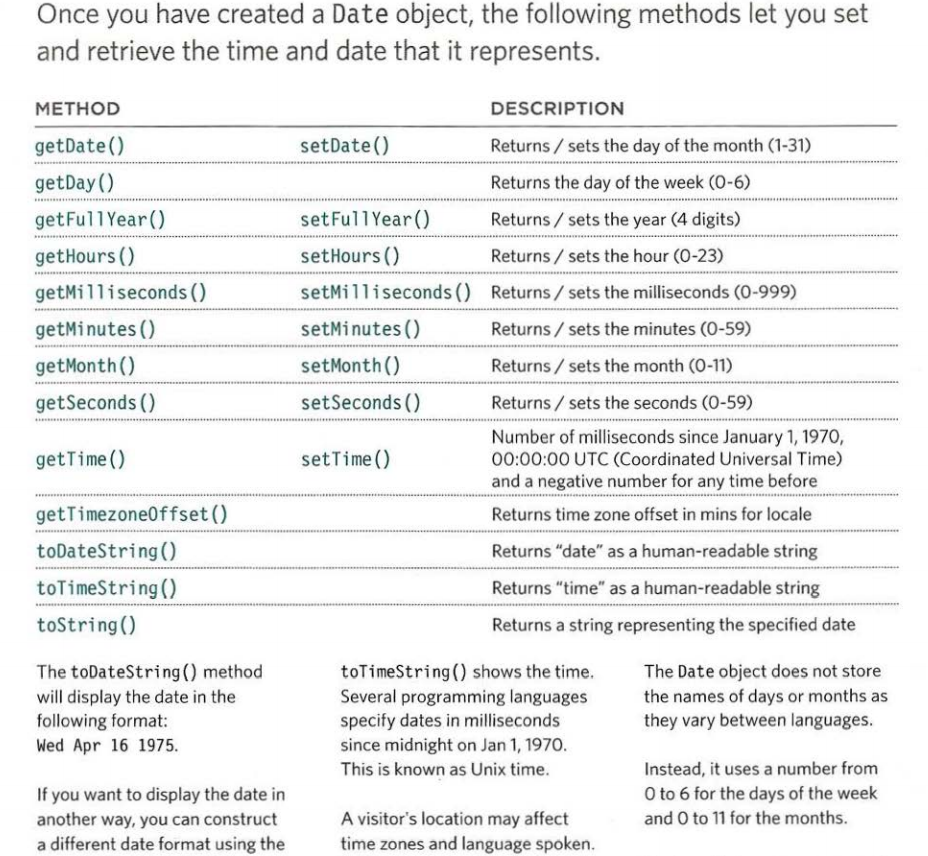 Once you have created a Date object, the following methods let you set
and retrieve the time and date that it represents.
METHOD DESCRIPTION
getDate() setDate() Returns / sets the day of the month (1-31)
getDay() Returns the day of the week (0-6)
getFullYear() setFullYear() Returns / sets the year (4 digits)
getHours() setHours() Returns / sets the hour (0-23)
getMilliseconds() setMilliseconds() Returns / sets the milliseconds (0-999)
getMinutes() setMinutes() Returns / sets the minutes (0-59)
getMonth() setMonth() Returns / sets the month (0-11)
getSeconds() setSeconds() Returns / sets the seconds (0-59)
getTime() setTime() Number of milliseconds since January 1, 1970,
00:00:00 UTC (Coordinated Universal Time)
and a negative number for any time before
getTimezoneOffset() Returns time zone offset in mins for locale
toDateString() Returns "date" as a human-readable string
toTimeString() Returns "time" as a human-readable string
toString() Returns a string representing the specified date
The toDateString() method
will display the date in the
following format:
Wed Apr 16 1975.
If you want to display the date in
another way, you can construct
a different date format using the
toTimeString() shows the time.
Several programming languages
specify dates in milliseconds
since midnight on Jan 1, 1970.
This is known as Unix time.
A visitor's location may affect
time zones and language spoken.
The Date object does not store
the names of days or months as
they vary between languages.
Instead, it uses a number from
0 to 6 for the days of the week
and 0 to 11 for the months.